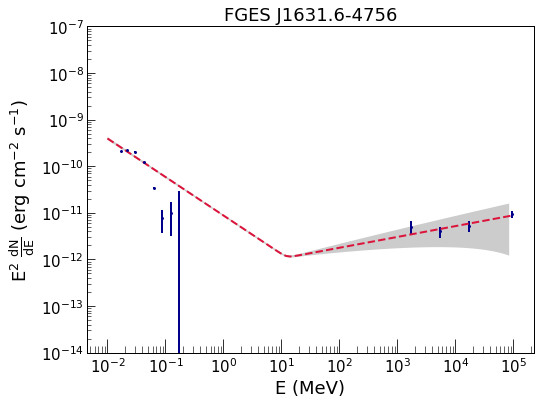 FGES J1631.6-4756
E² dN/dE (erg cm⁻² s⁻¹)
10⁻⁷
10⁻⁸
10⁻⁹
10⁻¹⁰
10⁻¹¹
10⁻¹²
10⁻¹³
10⁻¹⁴
10⁻² 10⁻¹ 10⁰ 10¹ 10² 10³ 10⁴ 10⁵
E (MeV)